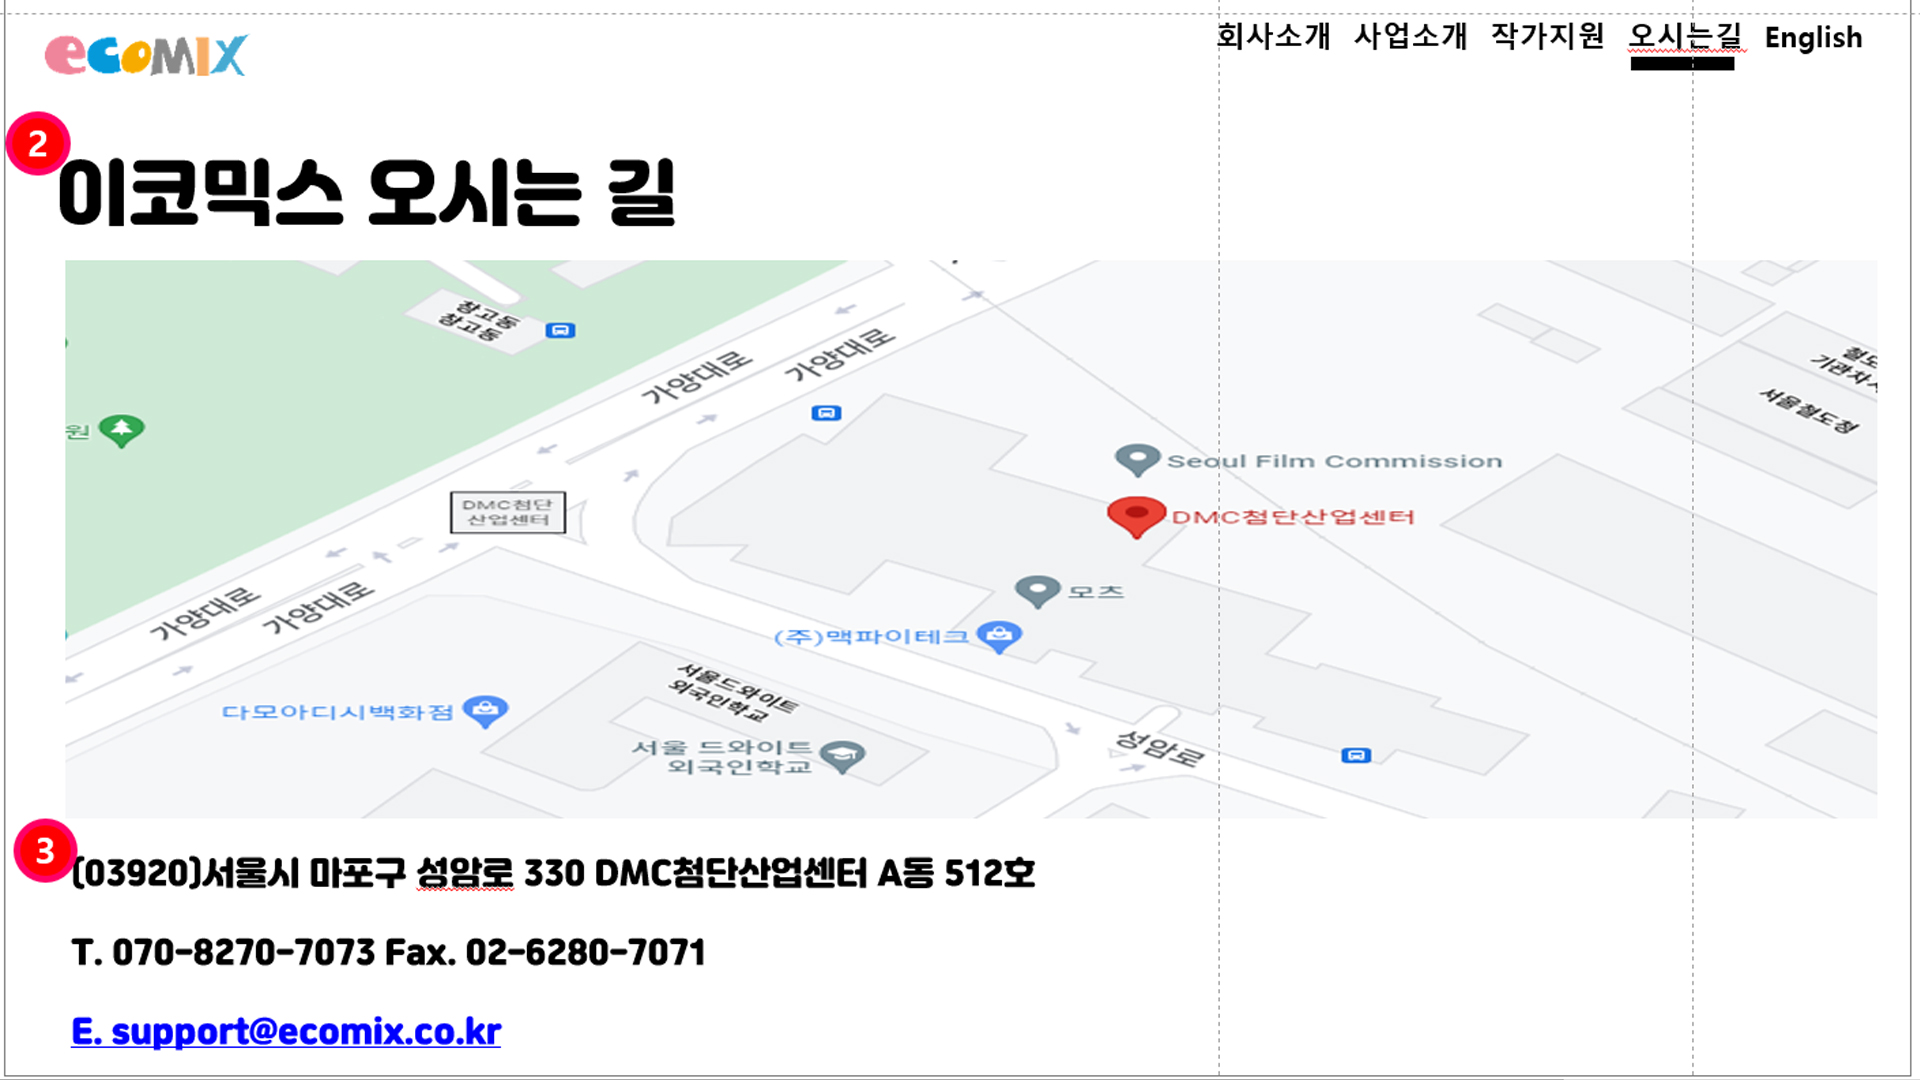 ecomix
회사소개 사업소개 작가지원 오시는길 English
2
이코믹스 오시는 길
창고동
창고동
가양대로
가양대로
원
Seoul Film Commission
DMC첨단산업센터
DMC첨단
산업센터
서울철도청
모츠
가양대로
가양대로
(주)맥파이테크
서울드와이트
외국인학교
다모아디시백화점
서울 드와이트
외국인학교
성암로
3
(03920)서울시 마포구 성암로 330 DMC첨단산업센터 A동 512호
T. 070-8270-7073 Fax. 02-6280-7071
E. support@ecomix.co.kr